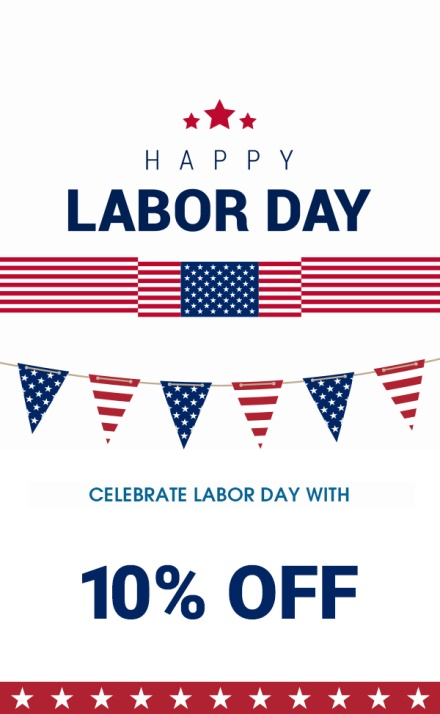 HAPPY
LABOR DAY
CELEBRATE LABOR DAY WITH
10% OFF